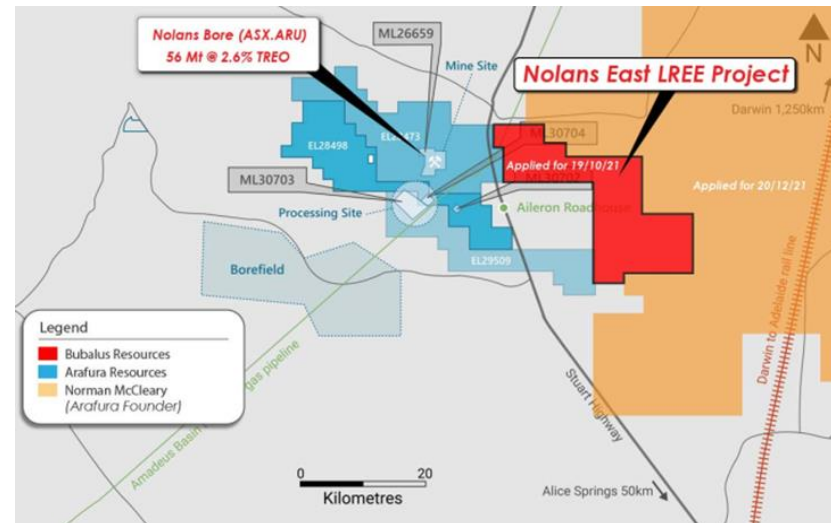 Nolans Bore (ASX.ARU)
56 Mt @ 2.6% TREO
ML26659
Mine Site
Nolans East LREE Project
N
Darwin 1,250km
EL28473
EL28498
ML30704
Applied for 19/10/21
Applied for 20/12/21
ML30703
ML30702
Processing Site
Aileron Roadhouse
Borefield
EL29509
Legend
Bubalus Resources
Arafura Resources
Norman McCleary
(Arafura Founder)
Amadeus Basin
gas pipeline
Stuart Highway
Darwin to Adelaide rail line
0
20
Kilometres
Alice Springs 50km